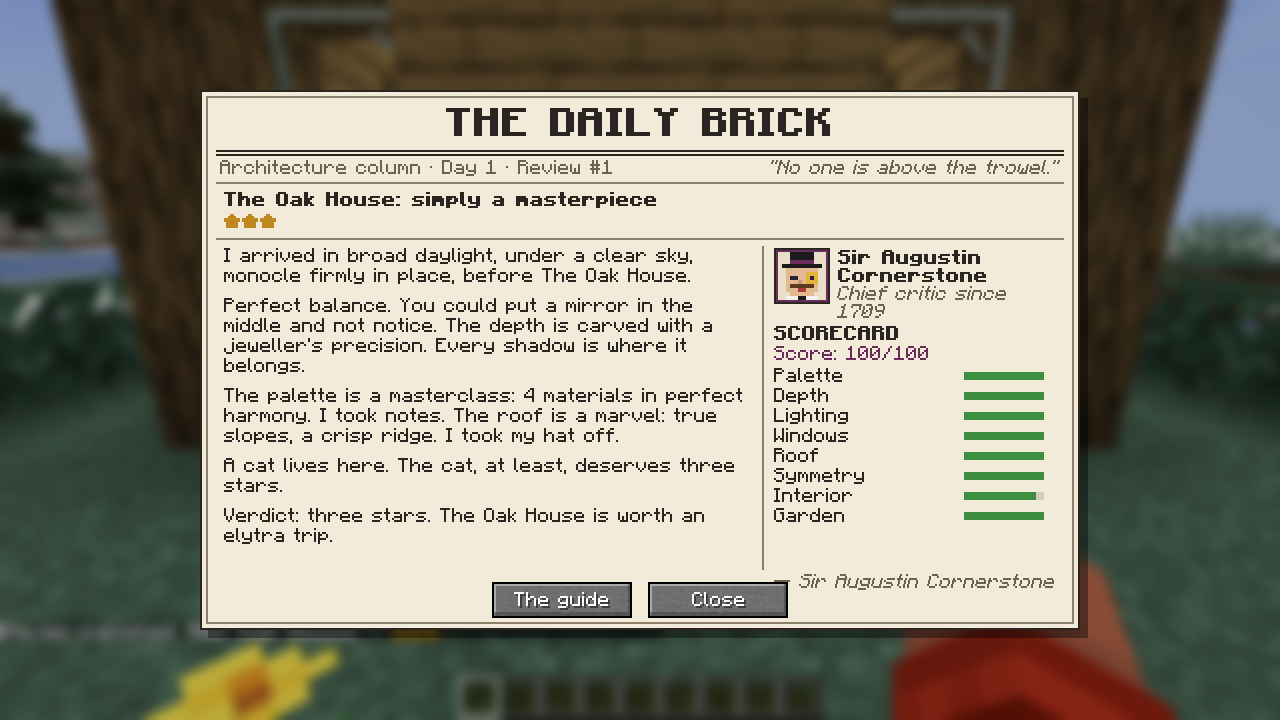 THE DAILY BRICK
Architecture column · Day 1 · Review #1
"No one is above the trowel."
The Oak House: simply a masterpiece
I arrived in broad daylight, under a clear sky,
monocle firmly in place, before The Oak House.
Perfect balance. You could put a mirror in the
middle and not notice. The depth is carved with a
jeweller's precision. Every shadow is where it
belongs.
The palette is a masterclass: 4 materials in perfect
harmony. I took notes. The roof is a marvel: true
slopes, a crisp ridge. I took my hat off.
A cat lives here. The cat, at least, deserves three
stars.
Verdict: three stars. The Oak House is worth an
elytra trip.
Sir Augustin
Cornerstone
Chief critic since
1709
SCORECARD
Score: 100/100
Palette
Depth
Lighting
Windows
Roof
Symmetry
Interior
Garden
— Sir Augustin Cornerstone
The guide
Close